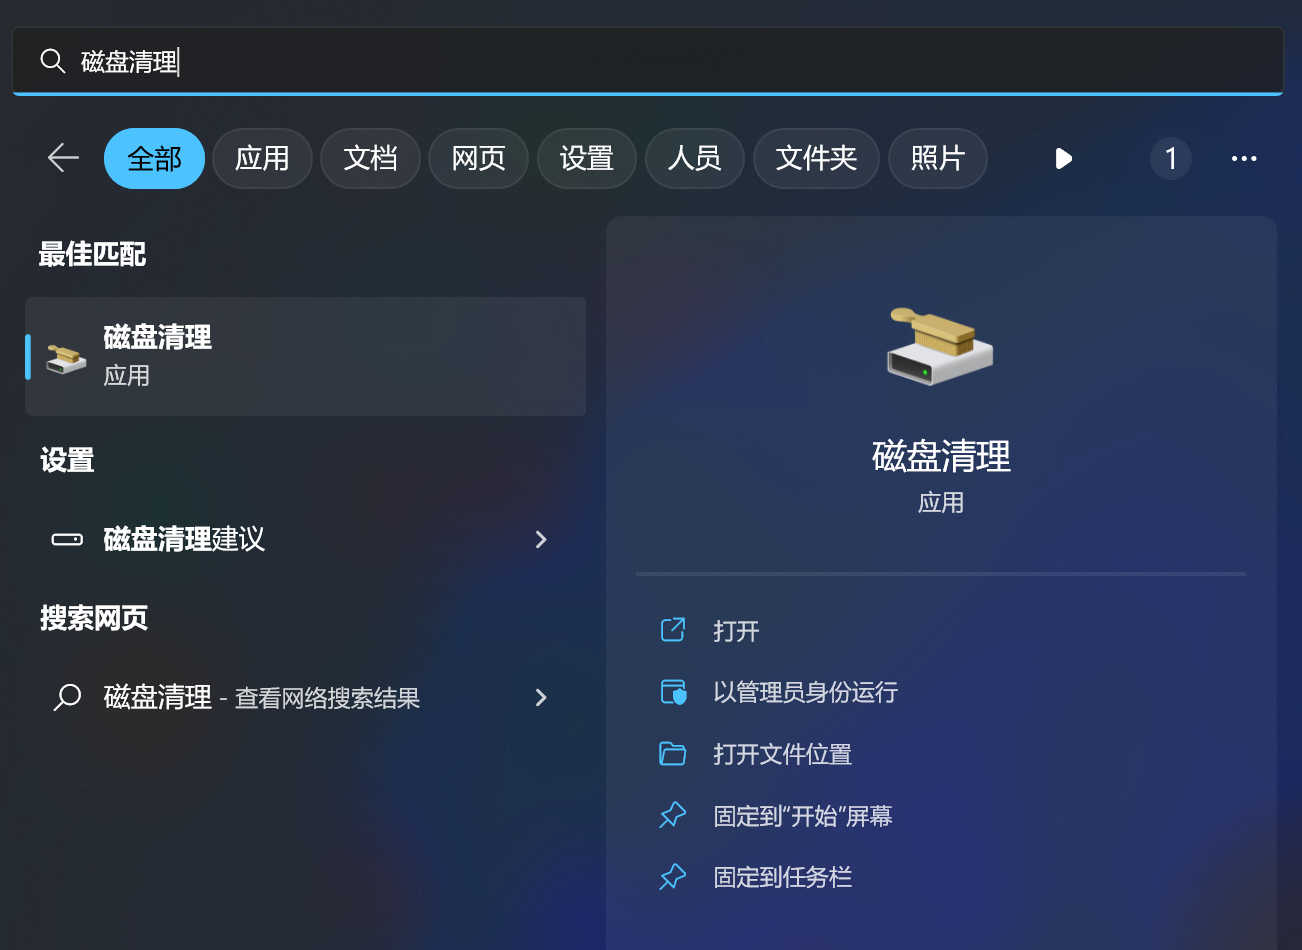 磁盘清理
全部 应用 文档 网页 设置 人员 文件夹 照片 1
最佳匹配
磁盘清理
应用
设置
磁盘清理建议
搜索网页
磁盘清理 - 查看网络搜索结果
磁盘清理
应用
打开
以管理员身份运行
打开文件位置
固定到“开始”屏幕
固定到任务栏